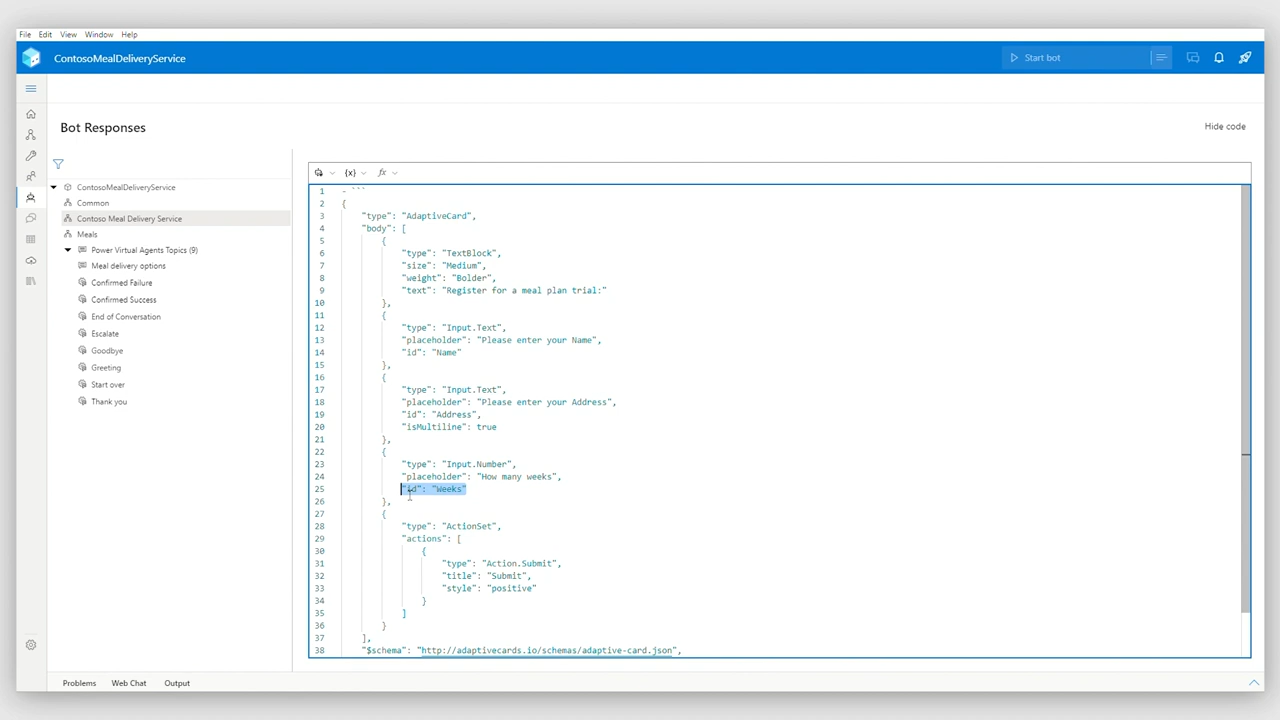 File Edit View Window Help
ContosoMealDeliveryService
Start bot
Bot Responses
Hide code
ContosoMealDeliveryService
Common
Contoso Meal Delivery Service
Meals
Power Virtual Agents Topics (9)
Meal delivery options
Confirmed Failure
Confirmed Success
End of Conversation
Escalate
Goodbye
Greeting
Start over
Thank you
{x} fx
1 - ```
2 {
3 "type": "AdaptiveCard",
4 "body": [
5 {
6 "type": "TextBlock",
7 "size": "Medium",
8 "weight": "Bolder",
9 "text": "Register for a meal plan trial:"
10 },
11 {
12 "type": "Input.Text",
13 "placeholder": "Please enter your Name",
14 "id": "Name"
15 },
16 {
17 "type": "Input.Text",
18 "placeholder": "Please enter your Address",
19 "id": "Address",
20 "isMultiline": true
21 },
22 {
23 "type": "Input.Number",
24 "placeholder": "How many weeks",
25 "id": "Weeks"
26 },
27 {
28 "type": "ActionSet",
29 "actions": [
30 {
31 "type": "Action.Submit",
32 "title": "Submit",
33 "style": "positive"
34 }
35 ]
36 }
37 ],
38 "$schema": "http://adaptivecards.io/schemas/adaptive-card.json",
Problems Web Chat Output